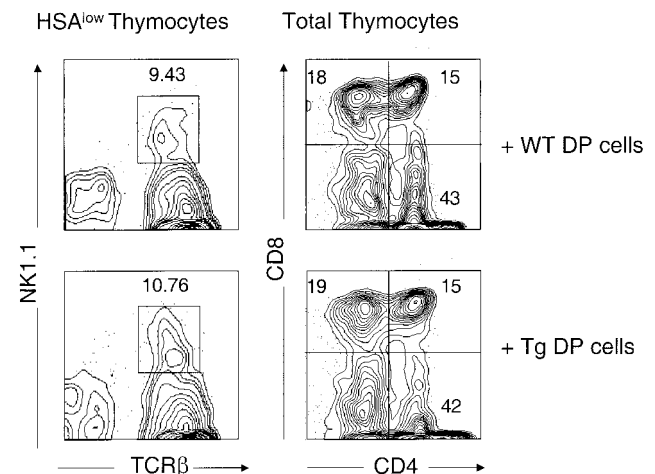 HSAlow Thymocytes
Total Thymocytes
9.43
18
15
43
+ WT DP cells
10.76
19
15
42
+ Tg DP cells
NK1.1
CD8
TCRβ
CD4